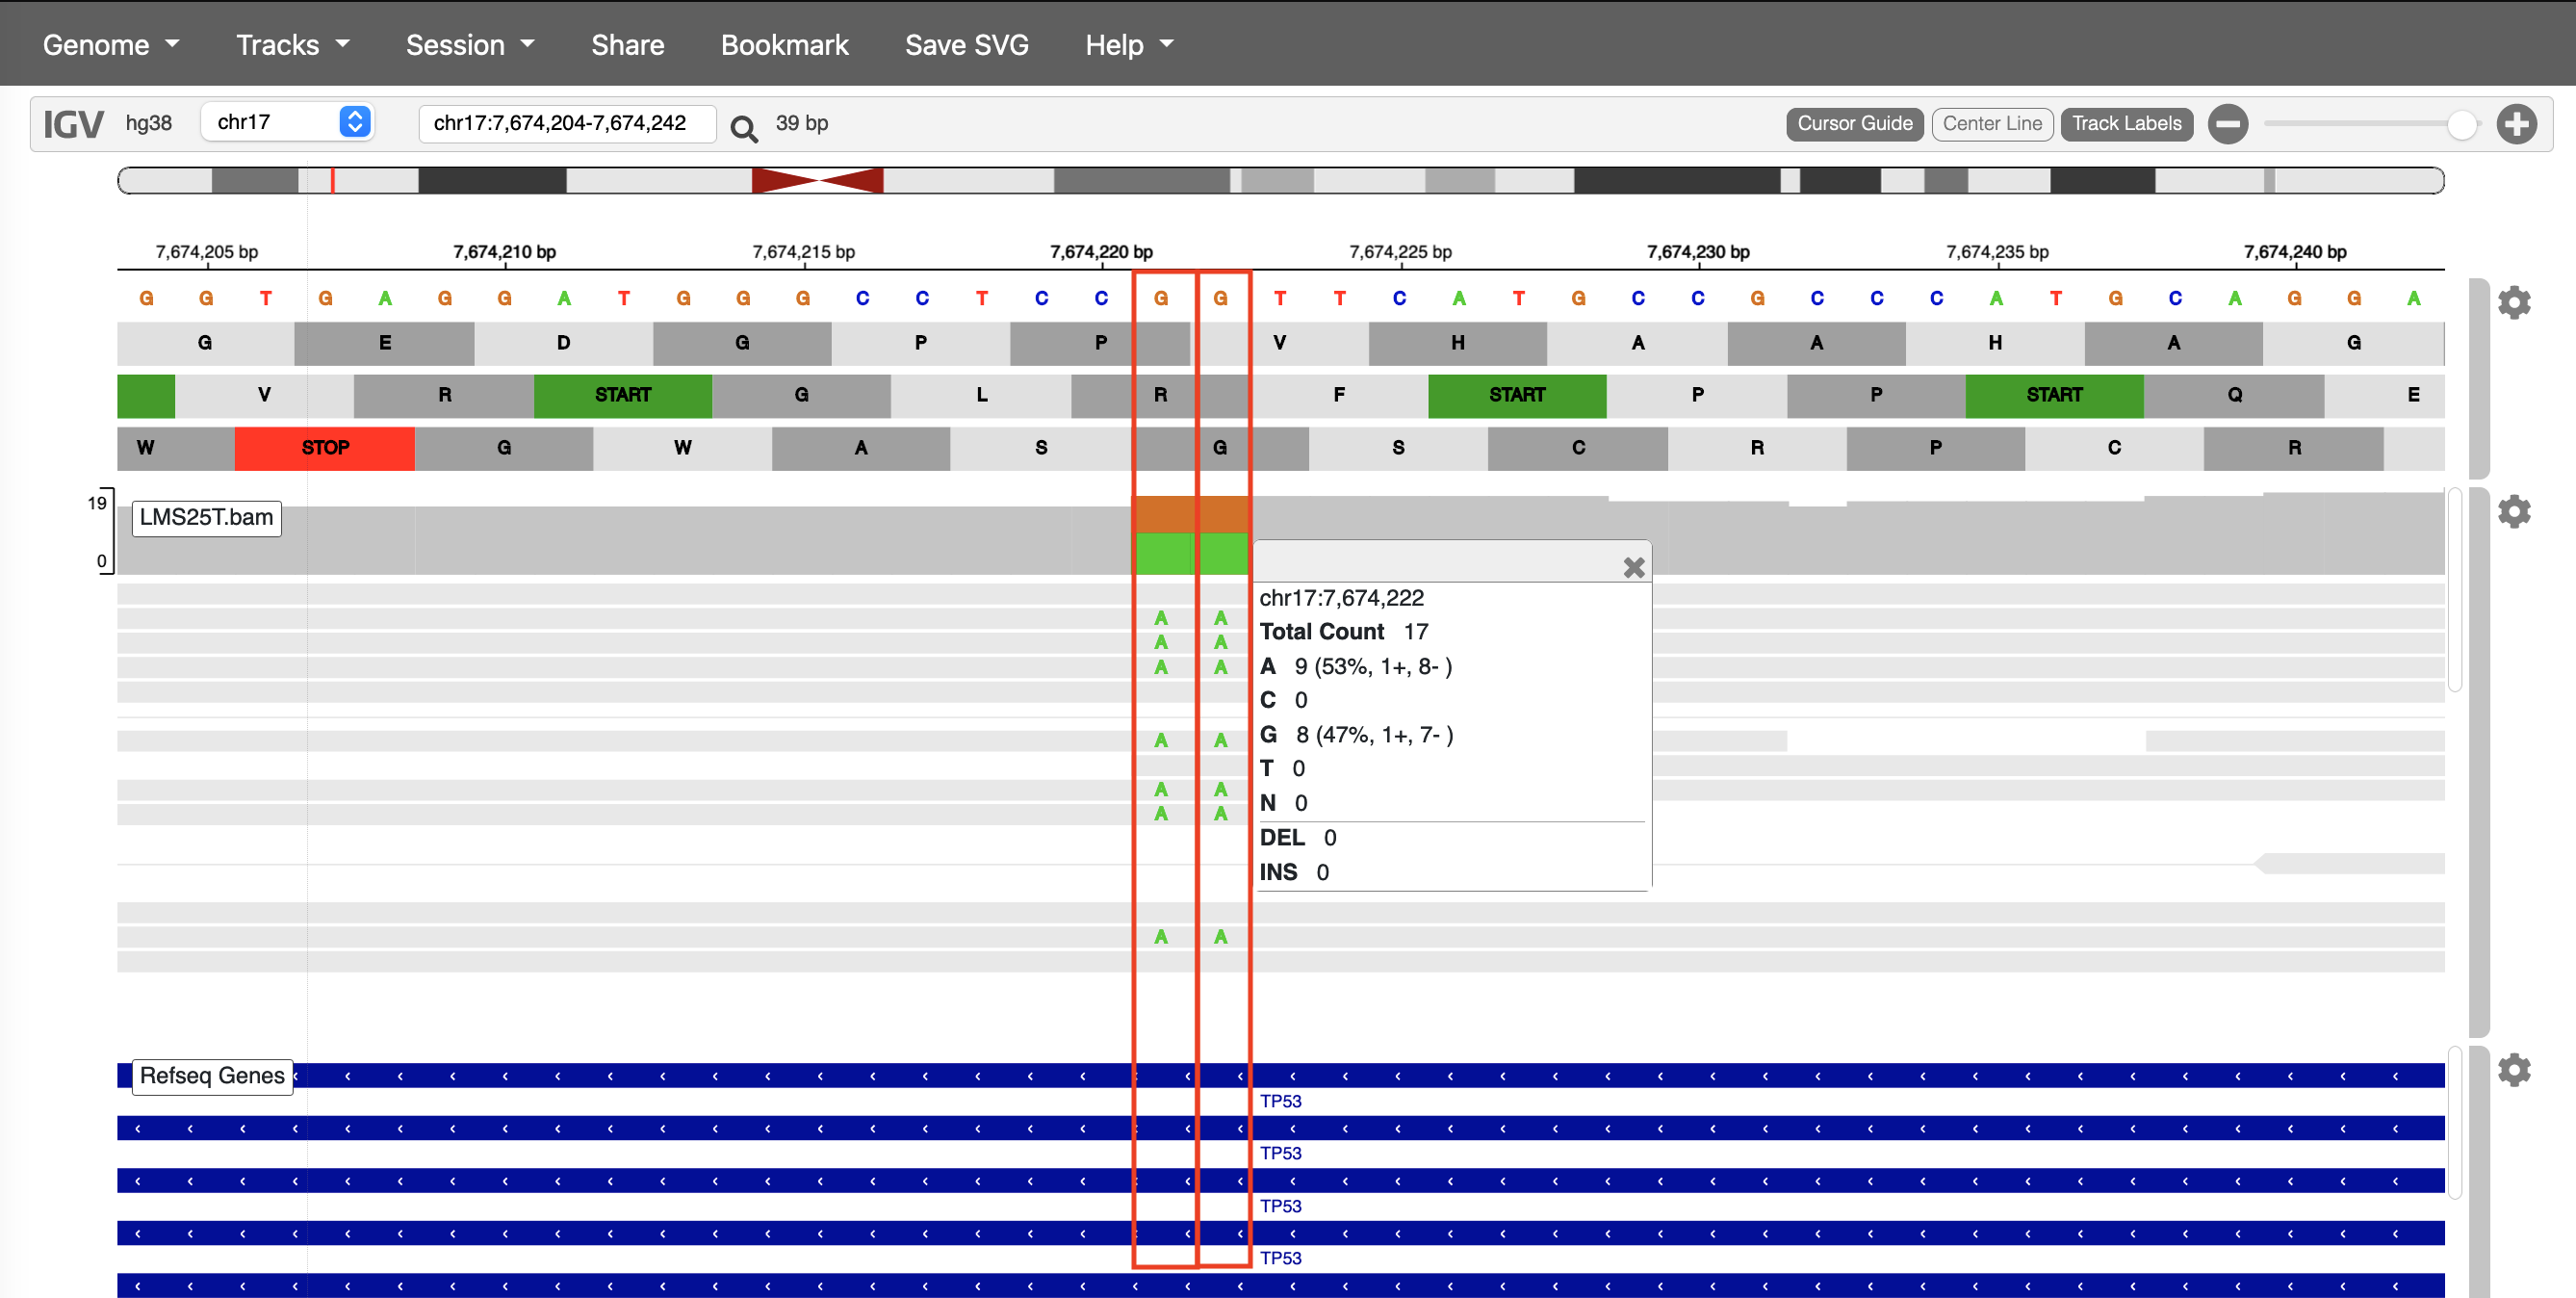 Genome Tracks Session Share Bookmark Save SVG Help
IGV hg38 chr17 chr17:7,674,204-7,674,242 39 bp Cursor Guide Center Line Track Labels
7,674,205 bp 7,674,210 bp 7,674,215 bp 7,674,220 bp 7,674,225 bp 7,674,230 bp 7,674,235 bp 7,674,240 bp
G G T G A G G A T G G G C C T C C G G T T C A T G C C G C C C A T G C A G G A
G E D G P P V H A A H A G
V R START G L R F START P P START Q E
W STOP G W A S G S C R P C R
19
LMS25T.bam
0
chr17:7,674,222
A A
Total Count 17
A A
A 9 (53%, 1+, 8- )
A A
C 0
G 8 (47%, 1+, 7- )
A A
T 0
A A
N 0
A A
DEL 0
INS 0
A A
Refseq Genes
TP53
TP53
TP53
TP53